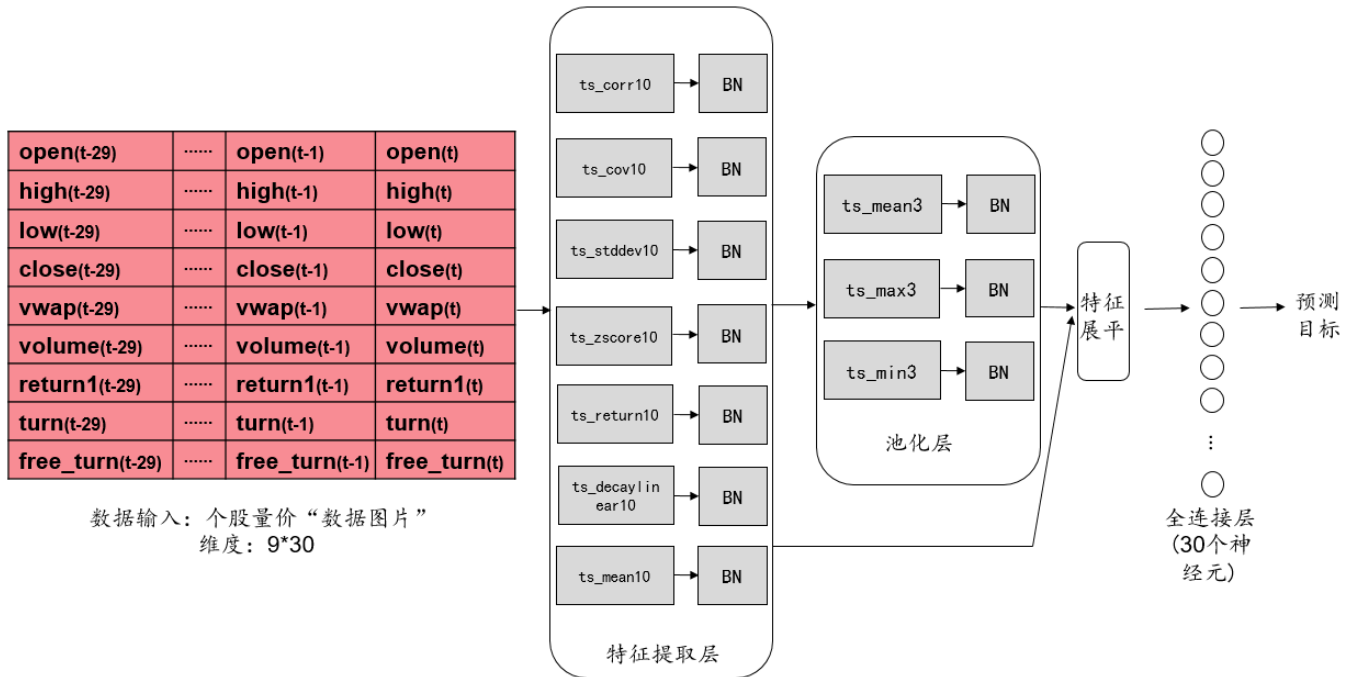 open(t-29) ...... open(t-1) open(t)
high(t-29) ...... high(t-1) high(t)
low(t-29) ...... low(t-1) low(t)
close(t-29) ...... close(t-1) close(t)
vwap(t-29) ...... vwap(t-1) vwap(t)
volume(t-29) ...... volume(t-1) volume(t)
return1(t-29) ...... return1(t-1) return1(t)
turn(t-29) ...... turn(t-1) turn(t)
free_turn(t-29) ...... free_turn(t-1) free_turn(t)
数据输入：个股量价“数据图片”
维度：9*30
ts_corr10 BN
ts_cov10 BN
ts_stddev10 BN
ts_zscore10 BN
ts_return10 BN
ts_decaylin
ear10
BN
ts_mean10 BN
特征提取层
ts_mean3 BN
ts_max3 BN
ts_min3 BN
池化层
特征
展平
...
全连接层
(30个神
经元)
预测
目标